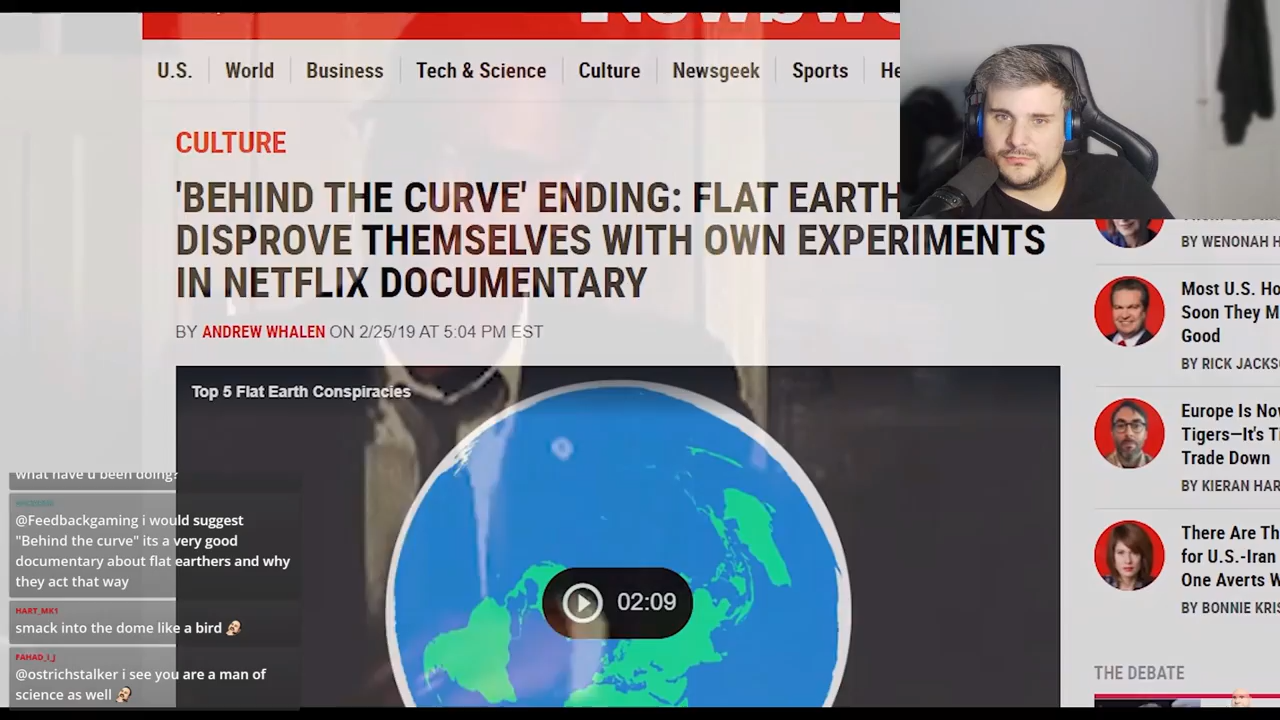 U.S. World Business Tech & Science Culture Newsgeek Sports
CULTURE
'BEHIND THE CURVE' ENDING: FLAT EARTH
DISPROVE THEMSELVES WITH OWN EXPERIMENTS
IN NETFLIX DOCUMENTARY
BY ANDREW WHALEN ON 2/25/19 AT 5:04 PM EST
Top 5 Flat Earth Conspiracies
02:09
what have u been doing?
@Feedbackgaming i would suggest
"Behind the curve" its a very good
documentary about flat earthers and why
they act that way
HART_MK1
smack into the dome like a bird
FAHAD_I_J
@ostrichstalker i see you are a man of
science as well
BY WENONAH H
Most U.S. Ho
Soon They M
Good
BY RICK JACKS
Europe Is No
Tigers—It's T
Trade Down
BY KIERAN HAR
There Are Th
for U.S.-Iran
One Averts W
BY BONNIE KRIS
THE DEBATE